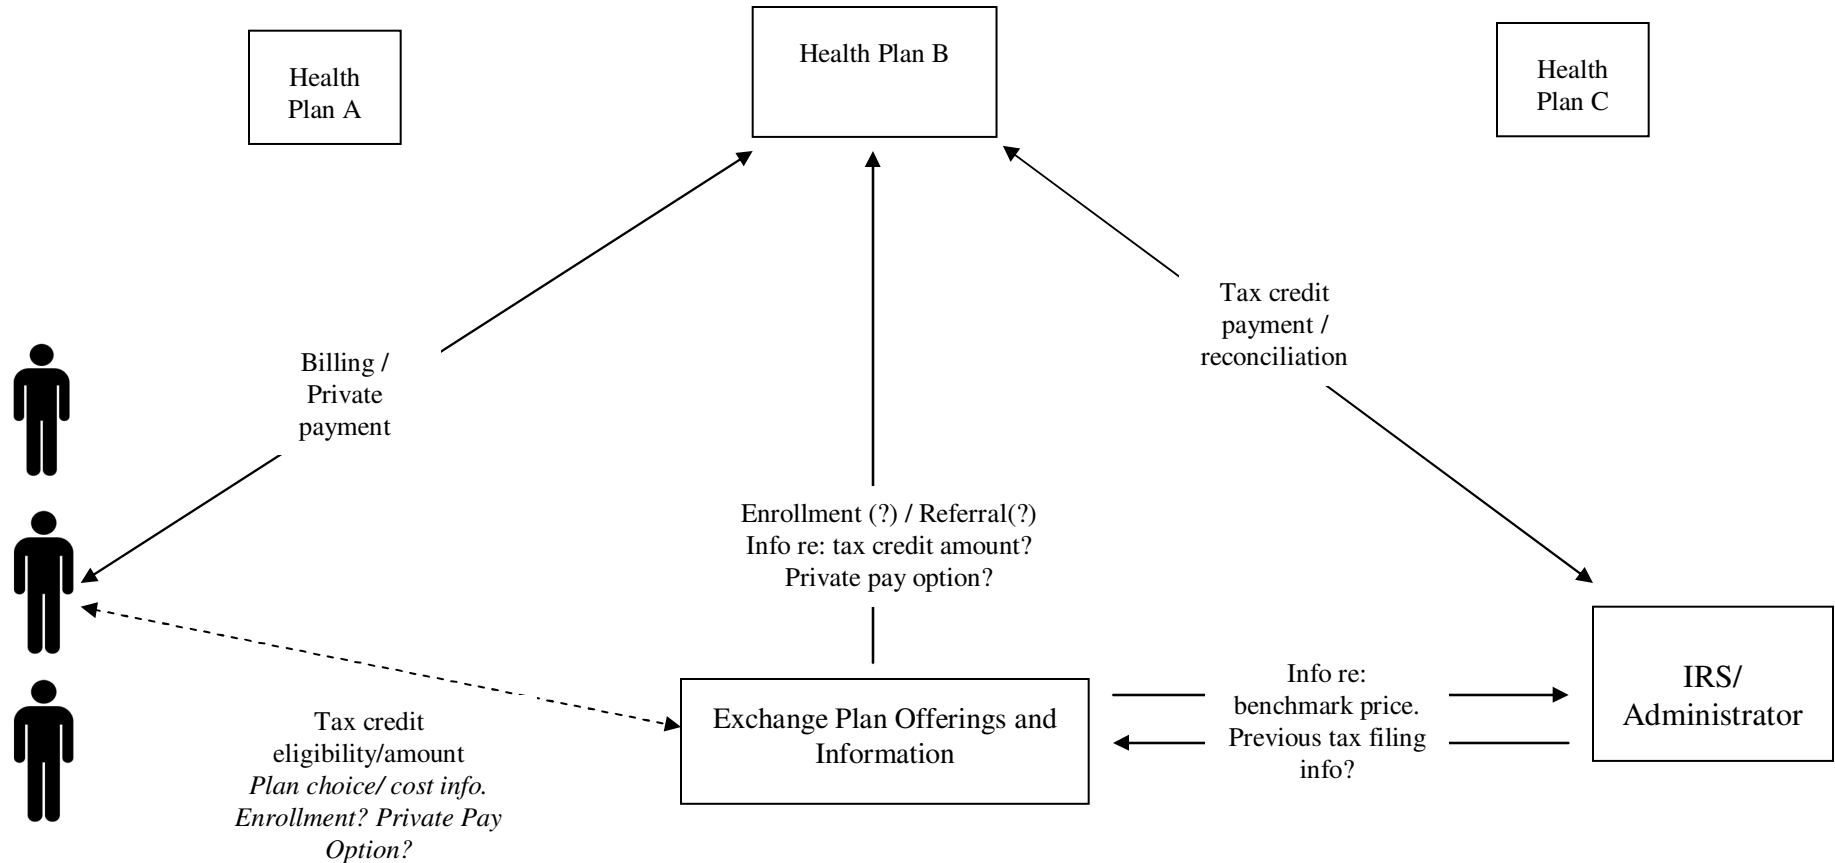 Health
Plan A
Health Plan B
Health
Plan C
Tax credit
payment /
reconciliation
Billing /
Private
payment
Enrollment (?) / Referral(?)
Info re: tax credit amount?
Private pay option?
Info re:
benchmark price.
Previous tax filing
info?
IRS/
Administrator
Exchange Plan Offerings and
Information
Tax credit
eligibility/amount
Plan choice/ cost info.
Enrollment? Private Pay
Option?